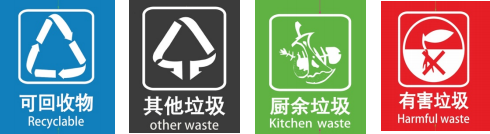 可回收物
Recyclable
其他垃圾
other waste
厨余垃圾
Kitchen waste
有害垃圾
Harmful waste